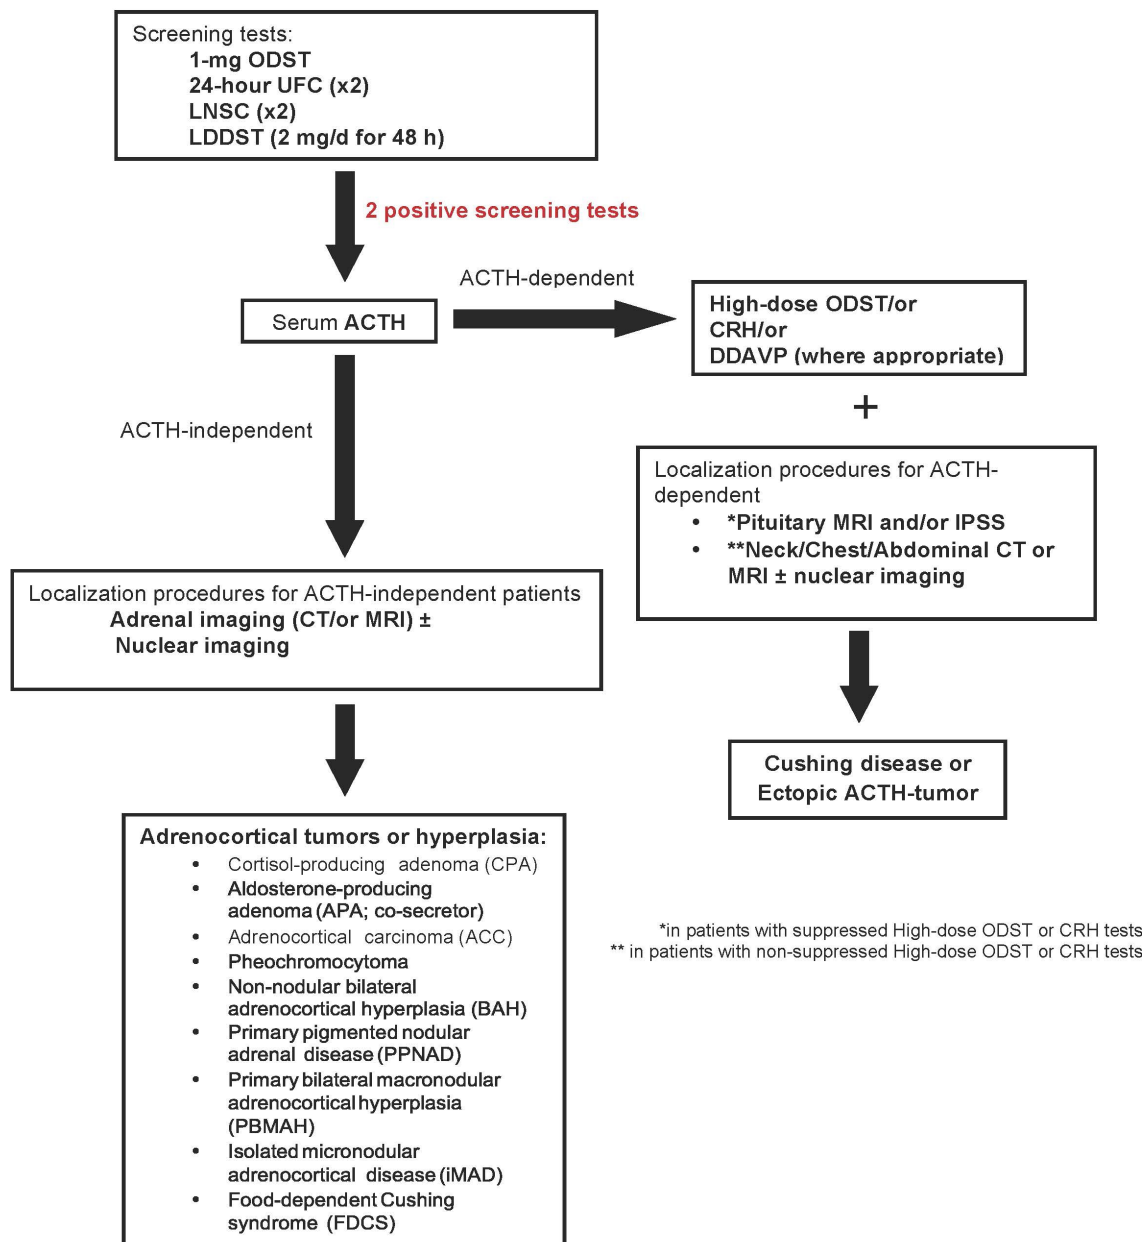 Screening tests:
1-mg ODST
24-hour UFC (x2)
LNSC (x2)
LDDST (2 mg/d for 48 h)
2 positive screening tests
ACTH-dependent
Serum ACTH
High-dose ODST/or
CRH/or
DDAVP (where appropriate)
+
ACTH-independent
Localization procedures for ACTH-
dependent
• *Pituitary MRI and/or IPSS
• **Neck/Chest/Abdominal CT or
MRI ± nuclear imaging
Localization procedures for ACTH-independent patients
Adrenal imaging (CT/or MRI) ±
Nuclear imaging
Cushing disease or
Ectopic ACTH-tumor
Adrenocortical tumors or hyperplasia:
• Cortisol-producing adenoma (CPA)
• Aldosterone-producing
adenoma (APA; co-secretor)
• Adrenocortical carcinoma (ACC)
• Pheochromocytoma
• Non-nodular bilateral
adrenocortical hyperplasia (BAH)
• Primary pigmented nodular
adrenal disease (PPNAD)
• Primary bilateral macronodular
adrenocortical hyperplasia
(PBMAH)
• Isolated micronodular
adrenocortical disease (iMAD)
• Food-dependent Cushing
syndrome (FDCS)
*in patients with suppressed High-dose ODST or CRH tests
** in patients with non-suppressed High-dose ODST or CRH tests